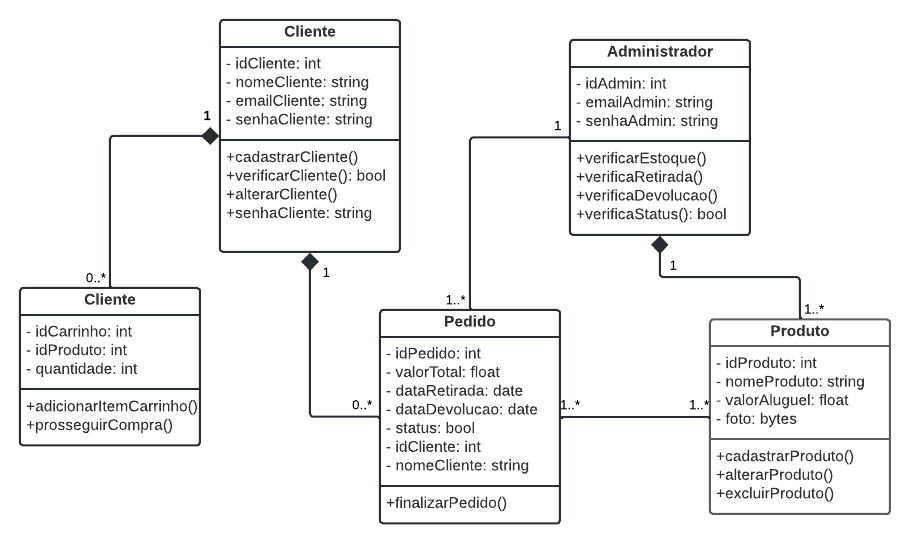 Cliente
- idCliente: int
- nomeCliente: string
- emailCliente: string
- senhaCliente: string
+cadastrarCliente()
+verificarCliente(): bool
+alterarCliente()
+senhaCliente: string
Administrador
- idAdmin: int
- emailAdmin: string
- senhaAdmin: string
+verificarEstoque()
+verificaRetirada()
+verificaDevolucao()
+verificaStatus(): bool
1
0..*
1
0..*
1
1..*
1
1..*
1..*
1..*
Cliente
- idCarrinho: int
- idProduto: int
- quantidade: int
+adicionarItemCarrinho()
+prosseguirCompra()
Pedido
- idPedido: int
- valorTotal: float
- dataRetirada: date
- dataDevolucao: date
- status: bool
- idCliente: int
- nomeCliente: string
+finalizarPedido()
Produto
- idProduto: int
- nomeProduto: string
- valorAluguel: float
- foto: bytes
+cadastrarProduto()
+alterarProduto()
+excluirProduto()